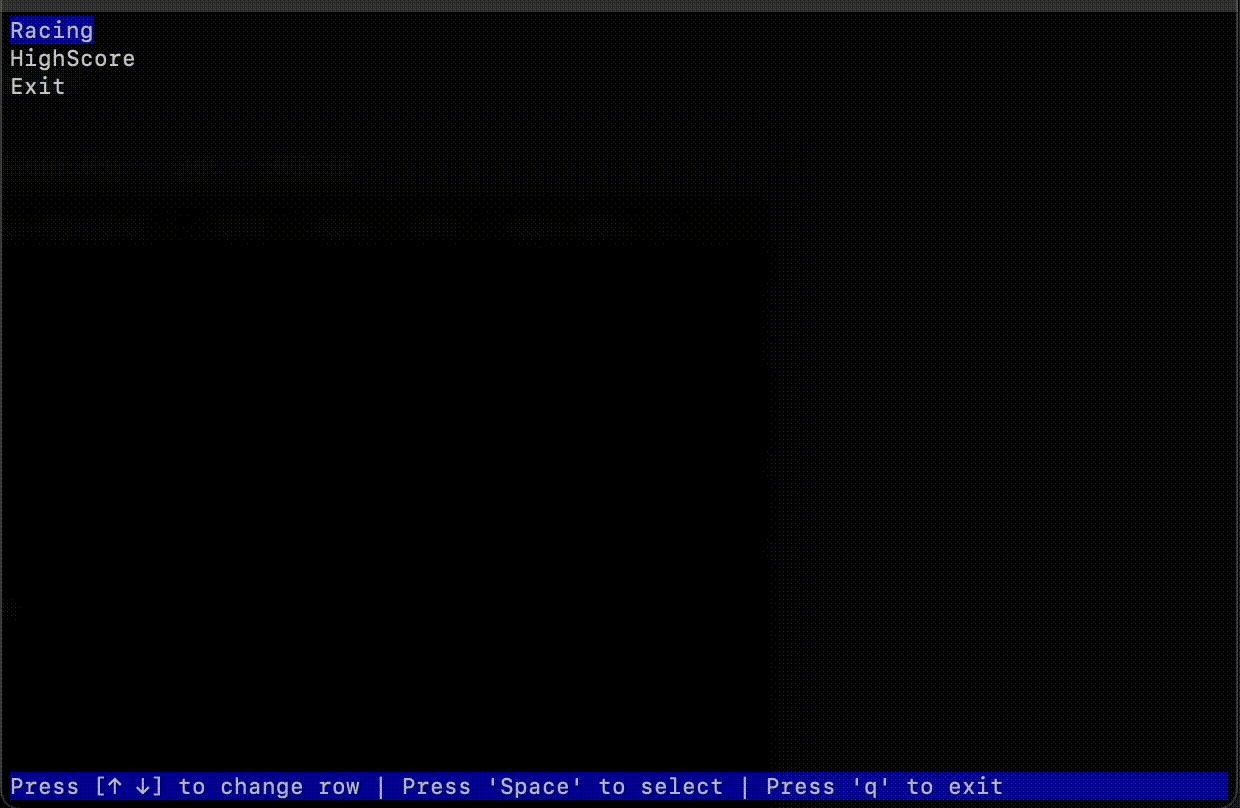 Racing
HighScore
Exit
Press [↑ ↓] to change row | Press 'Space' to select | Press 'q' to exit